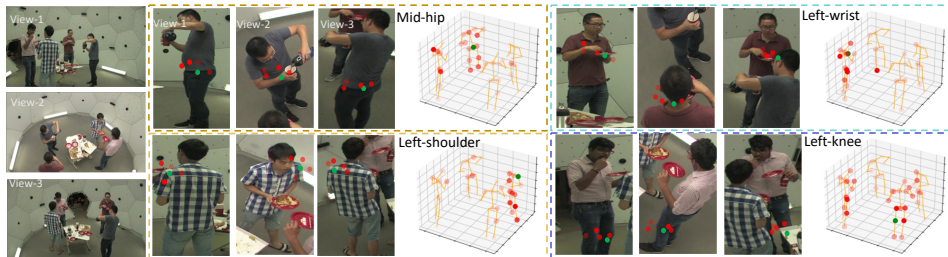 View-1
View-2
View-3
View-1
View-2
View-3
Mid-hip
Left-wrist
Left-shoulder
Left-knee